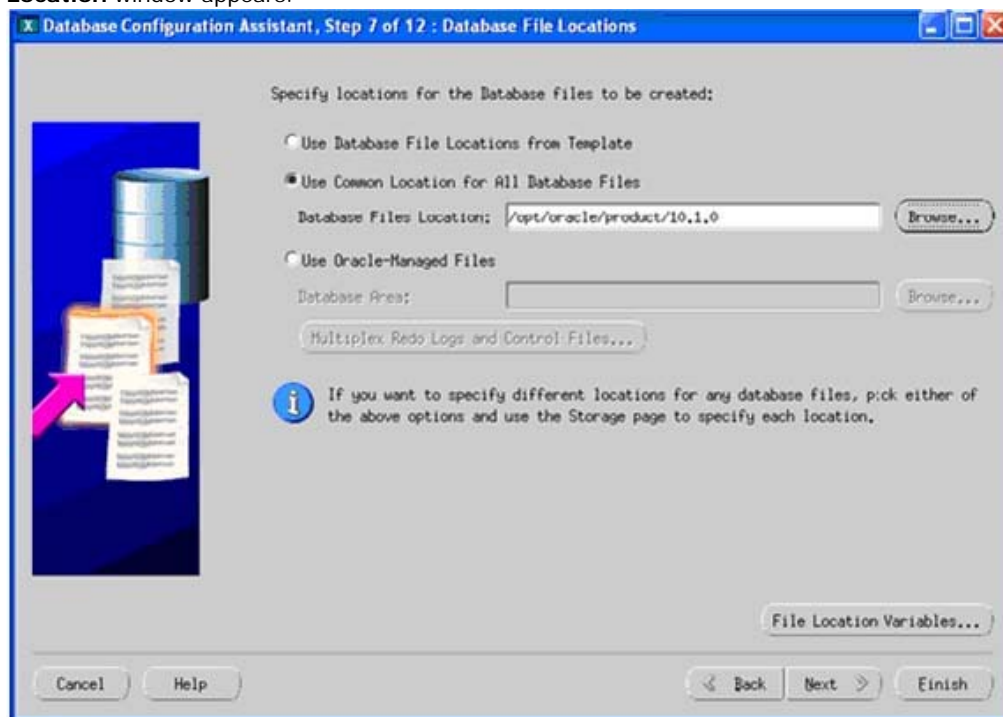 Location window appears.
X Database Configuration Assistant, Step 7 of 12 : Database File Locations
Specify locations for the Database files to be created:
Use Database File Locations from Template
Use Common Location for All Database Files
Database Files Location: /opt/oracle/product/10.1.0 Browse...
Use Oracle-Managed Files
Database Area: Browse...
Multiplex Redo Logs and Control Files...
If you want to specify different locations for any database files, pick either of
the above options and use the Storage page to specify each location.
File Location Variables...
Cancel Help Back Next Finish